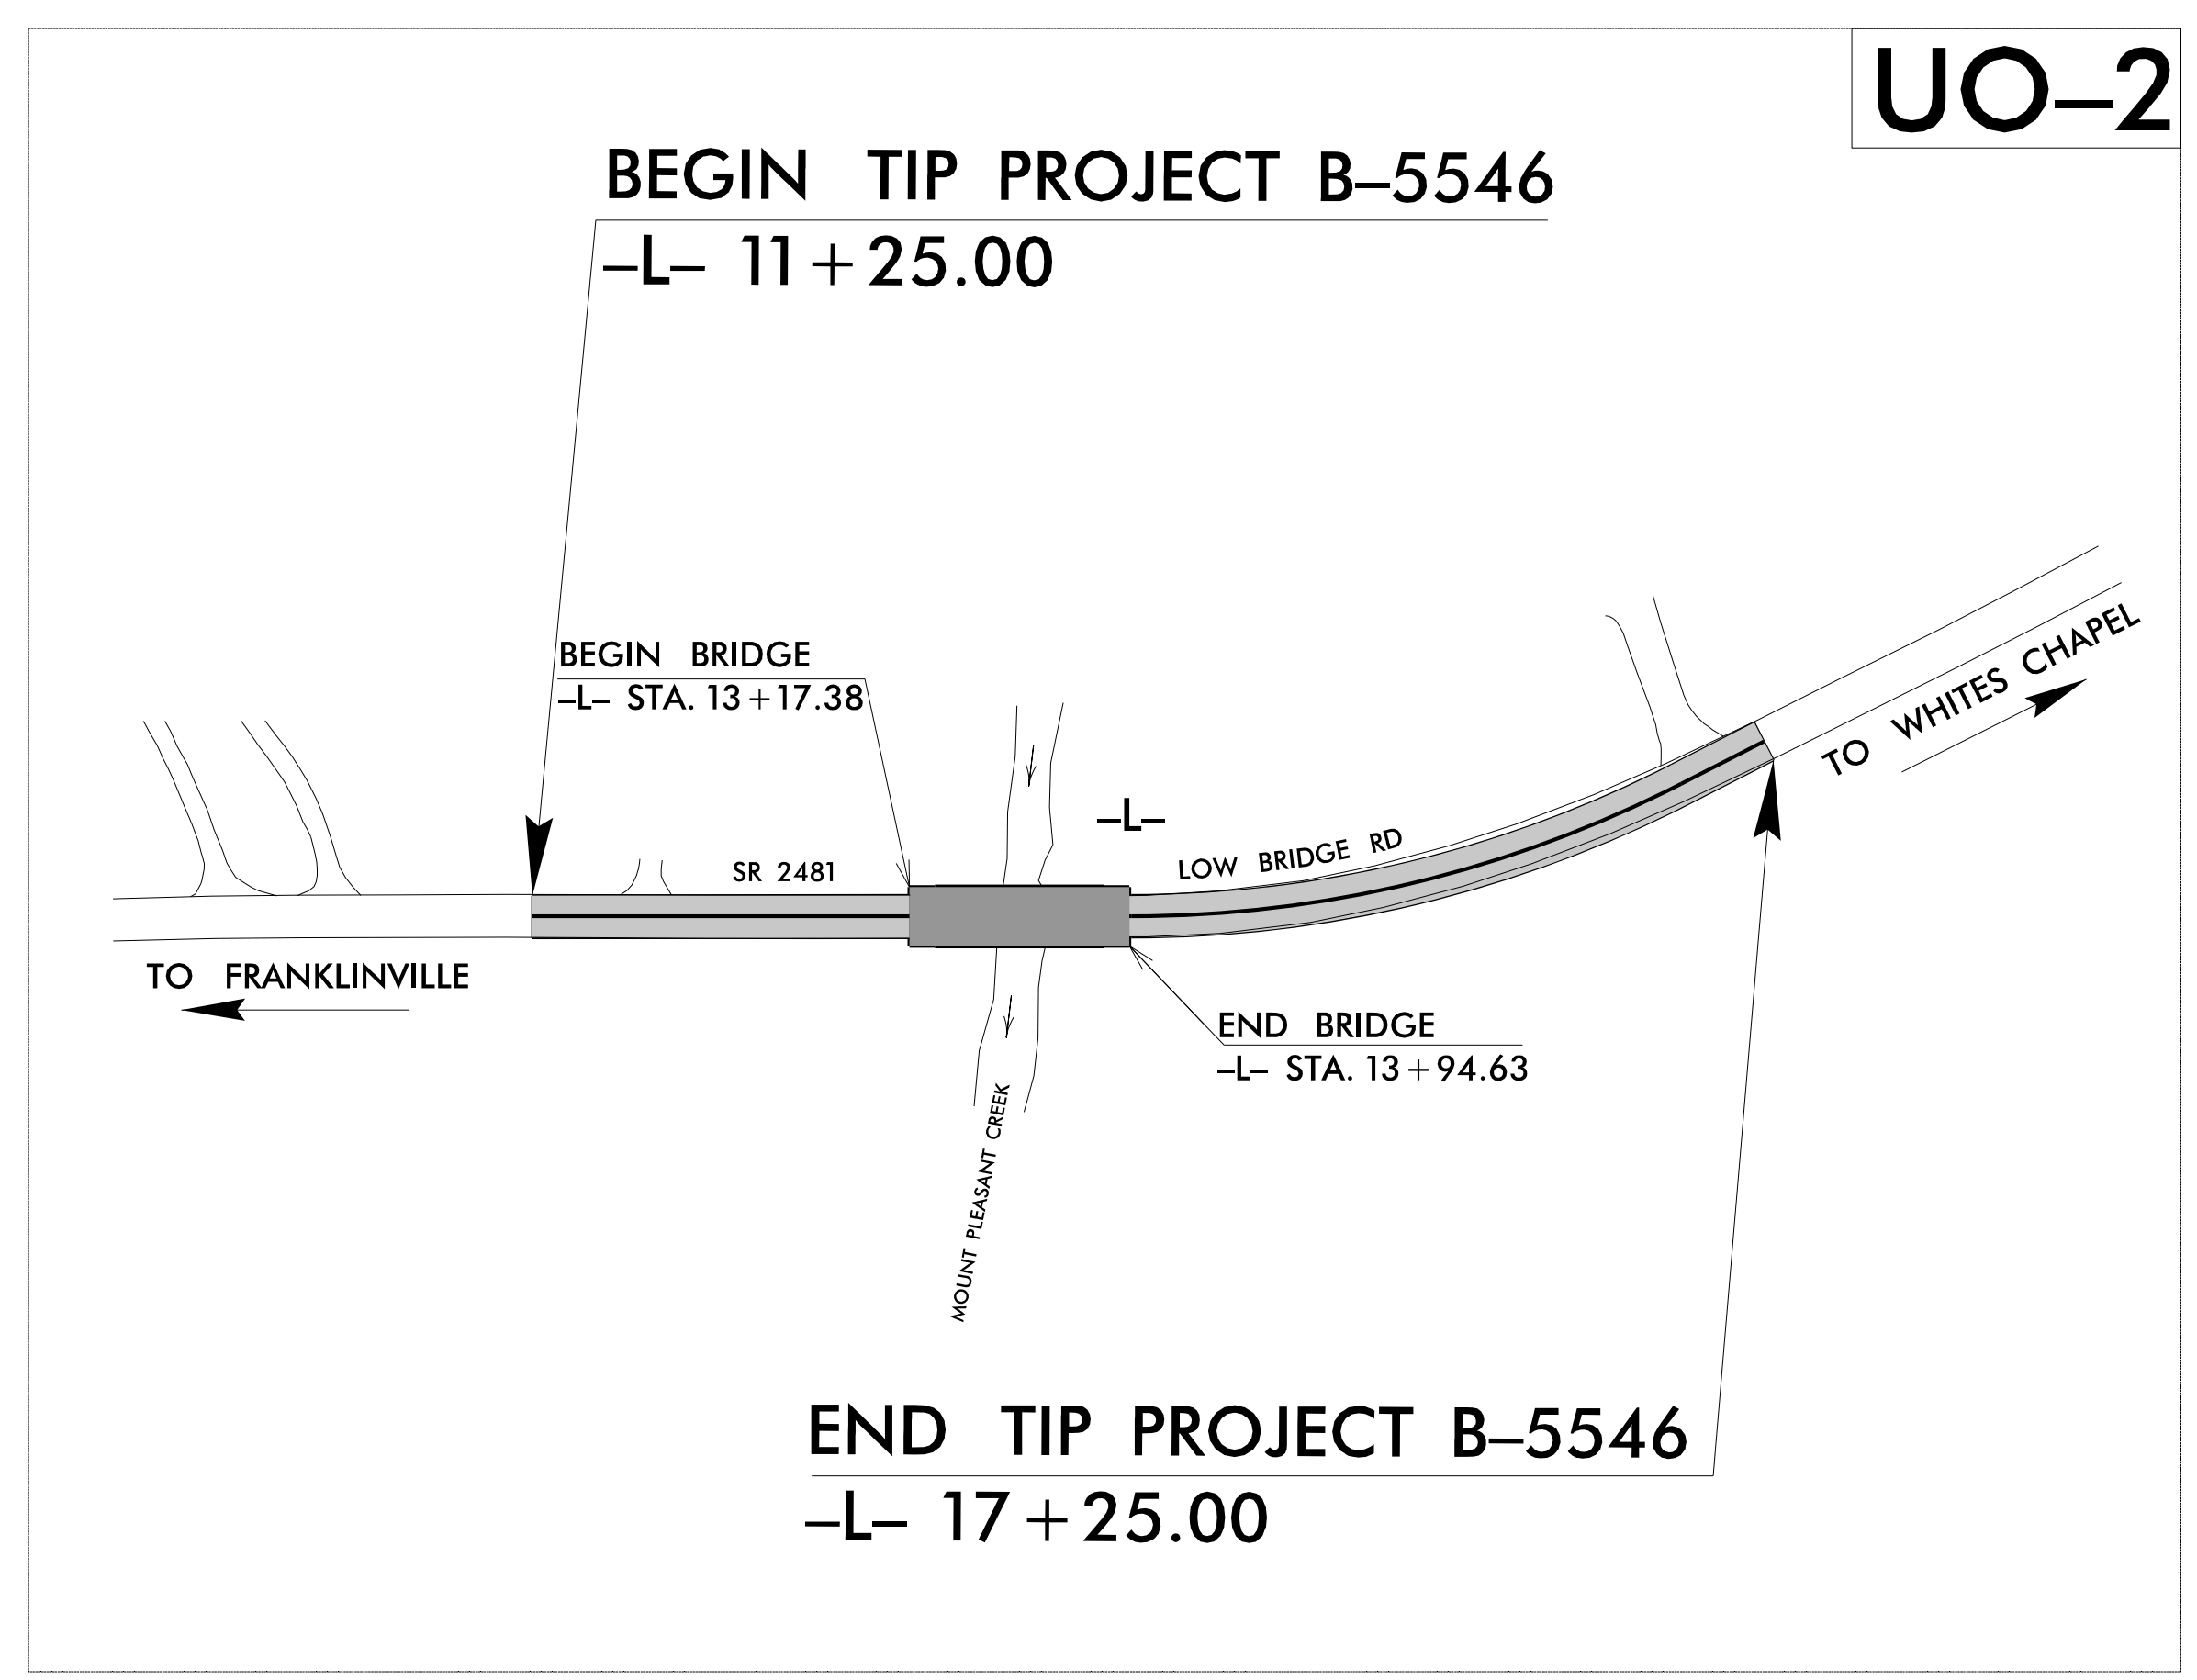 UO–2
BEGIN TIP PROJECT B–5546
–L– 11+25.00
BEGIN BRIDGE
–L– STA. 13+17.38
–L–
TO WHITES CHAPEL
LOW BRIDGE RD
SR 2481
TO FRANKLINVILLE
END BRIDGE
–L– STA. 13+94.63
MOUNT PLEASANT CREEK
END TIP PROJECT B–5546
–L– 17+25.00